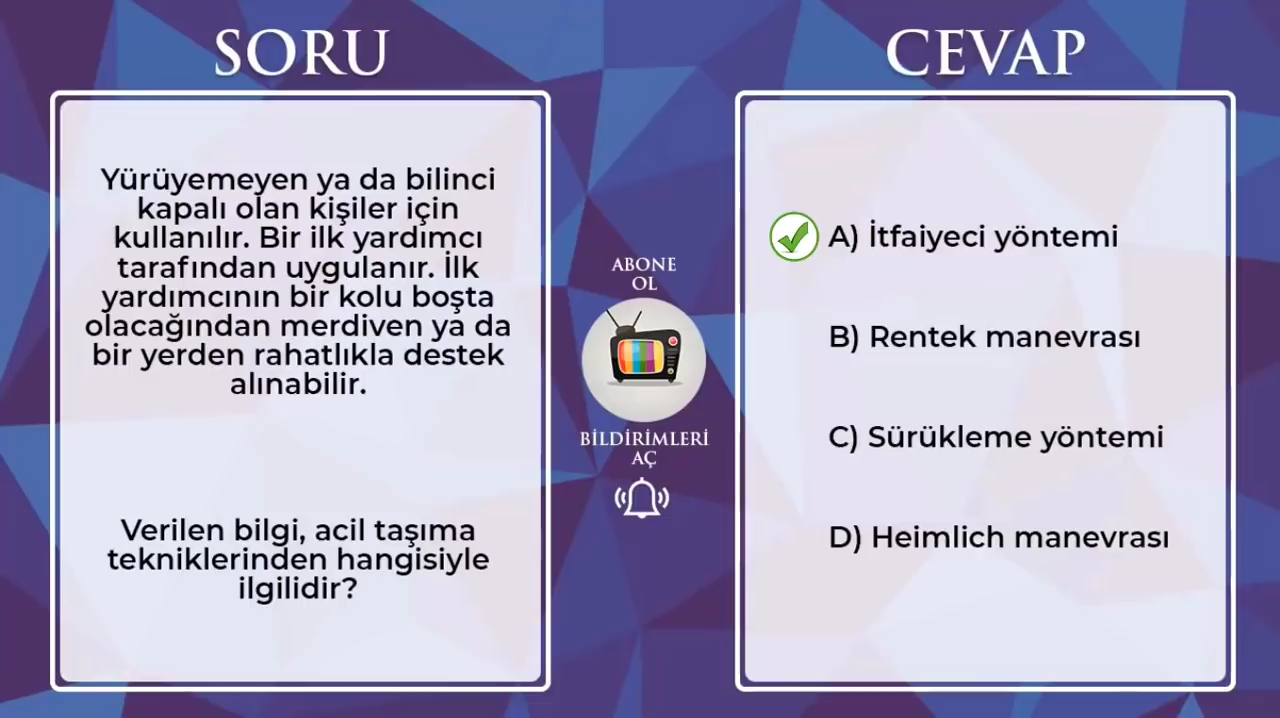 SORU
Yürüyemeyen ya da bilinci
kapalı olan kişiler için
kullanılır. Bir ilk yardımcı
tarafından uygulanır. İlk
yardımcının bir kolu boşta
olacağından merdiven ya da
bir yerden rahatlıkla destek
alınabilir.
Verilen bilgi, acil taşıma
tekniklerinden hangisiyle
ilgilidir?
ABONE
OL
BİLDİRİMLERİ
AÇ
CEVAP
A) İtfaiyeci yöntemi
B) Rentek manevrası
C) Sürükleme yöntemi
D) Heimlich manevrası